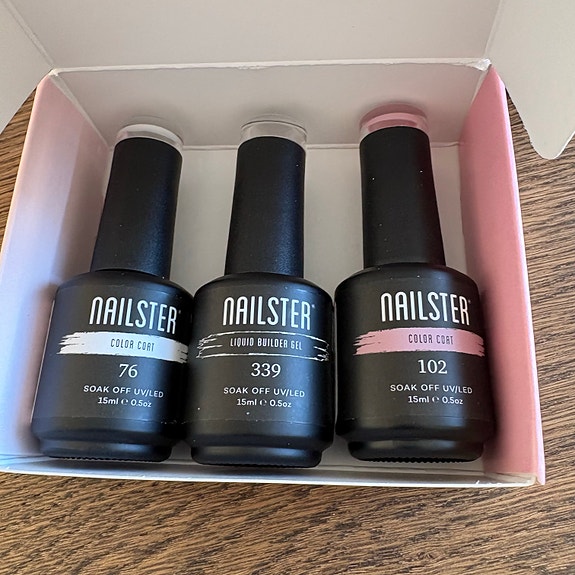 NAILSTER®
COLOR COAT
76
SOAK OFF UV/LED
15ml ℮ 0.5oz
NAILSTER®
LIQUID BUILDER GEL
339
SOAK OFF UV/LED
15ml ℮ 0.5oz
NAILSTER®
COLOR COAT
102
SOAK OFF UV/LED
15ml ℮ 0.5oz